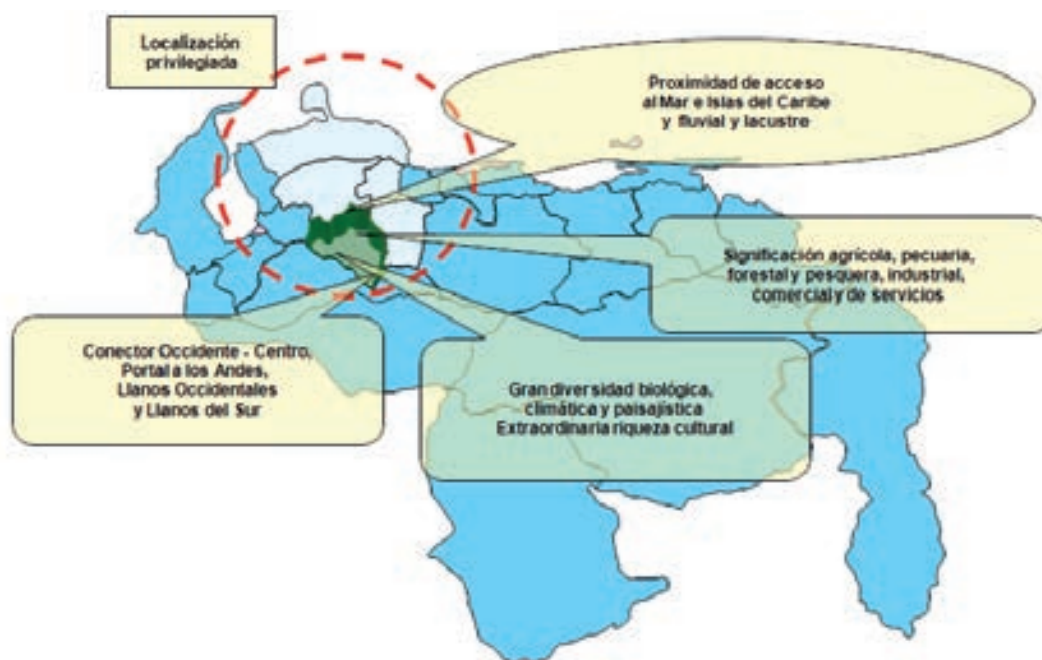 Localización
privilegiada
Proximidad de acceso
al Mar e Islas del Caribe
y fluvial y lacustre
Significación agrícola, pecuaria,
forestal y pesquera, industrial,
comercial y de servicios
Conector Occidente - Centro,
Portal a los Andes,
Llanos Occidentales
y Llanos del Sur
Gran diversidad biológica,
climática y paisajística
Extraordinaria riqueza cultural